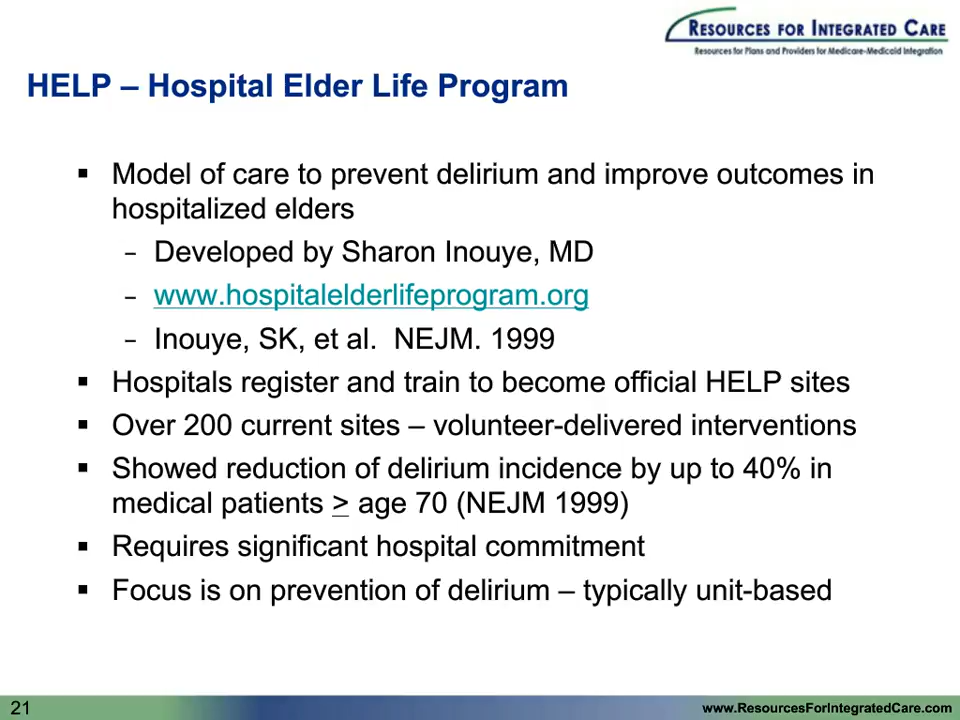 RESOURCES FOR INTEGRATED CARE
Resources for Plans and Providers for Medicare-Medicaid Integration
HELP – Hospital Elder Life Program
▪ Model of care to prevent delirium and improve outcomes in
hospitalized elders
– Developed by Sharon Inouye, MD
– www.hospitalelderlifeprogram.org
– Inouye, SK, et al.  NEJM. 1999
▪ Hospitals register and train to become official HELP sites
▪ Over 200 current sites – volunteer-delivered interventions
▪ Showed reduction of delirium incidence by up to 40% in
medical patients > age 70 (NEJM 1999)
▪ Requires significant hospital commitment
▪ Focus is on prevention of delirium – typically unit-based
21
www.ResourcesForIntegratedCare.com